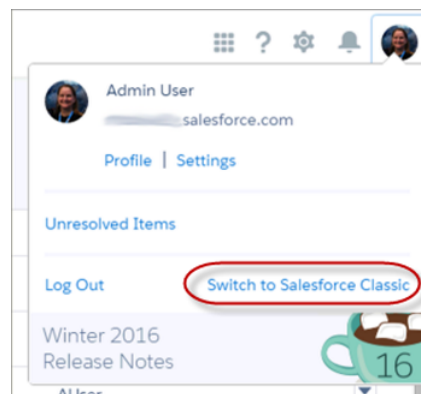 Admin User
salesforce.com
Profile | Settings
Unresolved Items
Log Out
Switch to Salesforce Classic
Winter 2016
Release Notes
16
AUser